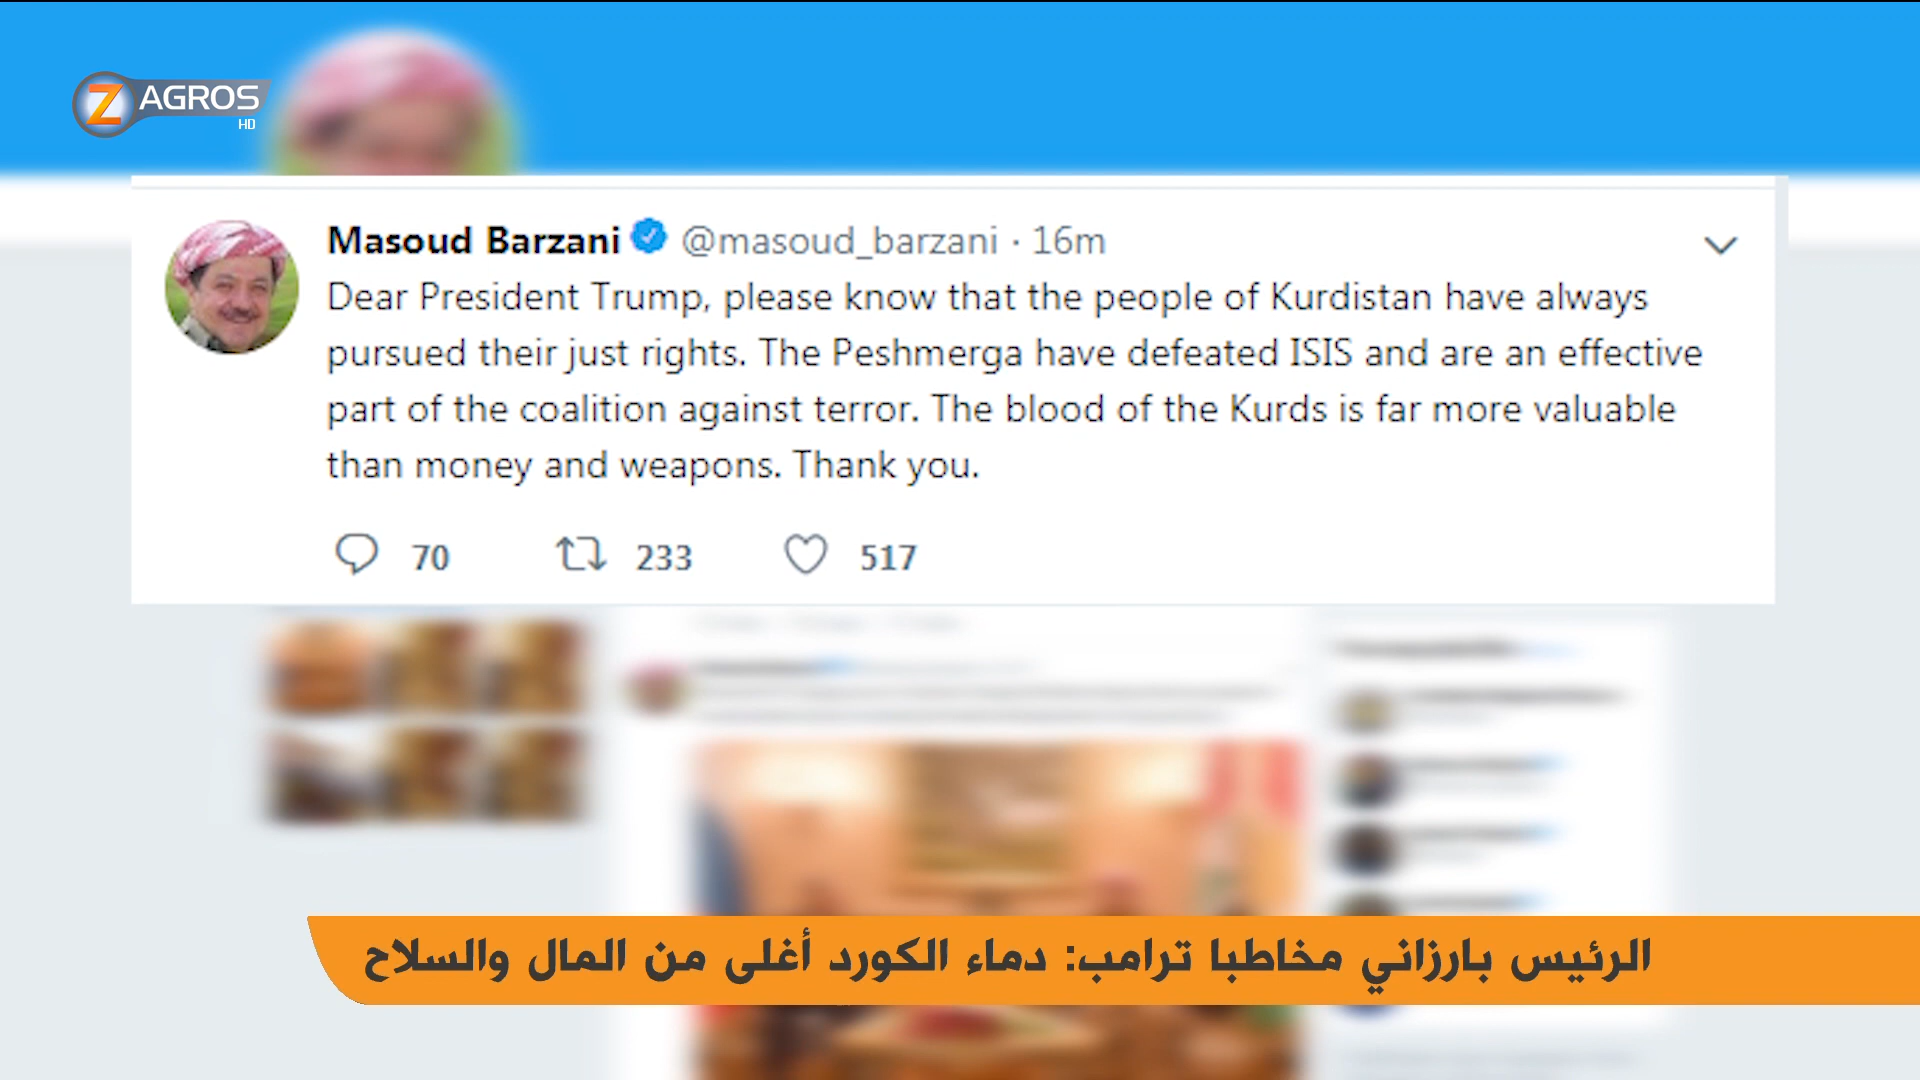 Z AGROS
HD
Masoud Barzani @masoud_barzani · 16m
Dear President Trump, please know that the people of Kurdistan have always
pursued their just rights. The Peshmerga have defeated ISIS and are an effective
part of the coalition against terror. The blood of the Kurds is far more valuable
than money and weapons. Thank you.
70 233 517
الرئيس بارزاني مخاطبا ترامب: دماء الكورد أغلى من المال والسلاح